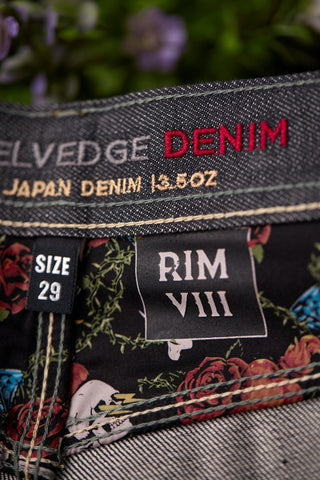 ELVEDGE DENIM
JAPAN DENIM 13.5OZ
SIZE
29
RIM
VIII